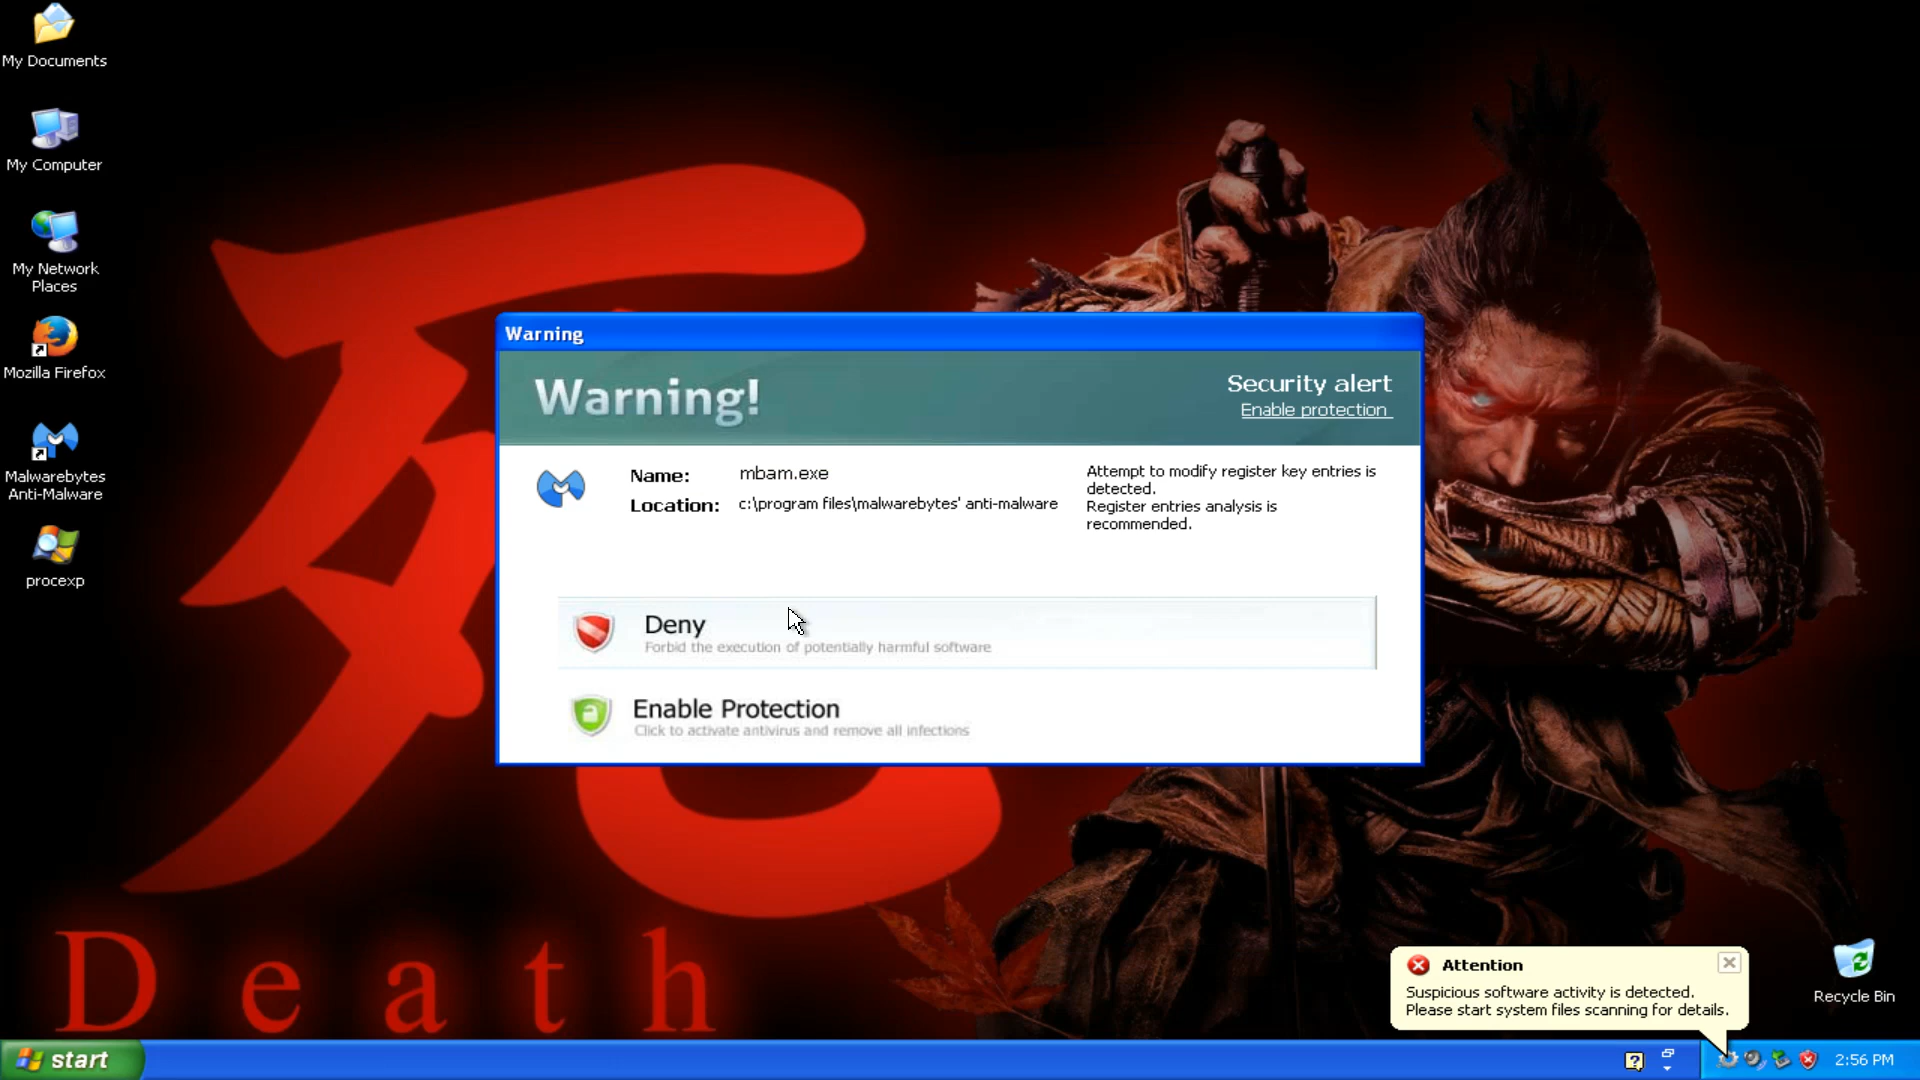 My Documents
My Computer
My Network
Places
Mozilla Firefox
Malwarebytes
Anti-Malware
procexp
死
Death
Warning
Warning!
Security alert
Enable protection
Name: mbam.exe
Location: c:\program files\malwarebytes' anti-malware
Attempt to modify register key entries is
detected.
Register entries analysis is
recommended.
Deny
Forbid the execution of potentially harmful software
Enable Protection
Click to activate antivirus and remove all infections
Attention
Suspicious software activity is detected.
Please start system files scanning for details.
Recycle Bin
start
2:56 PM